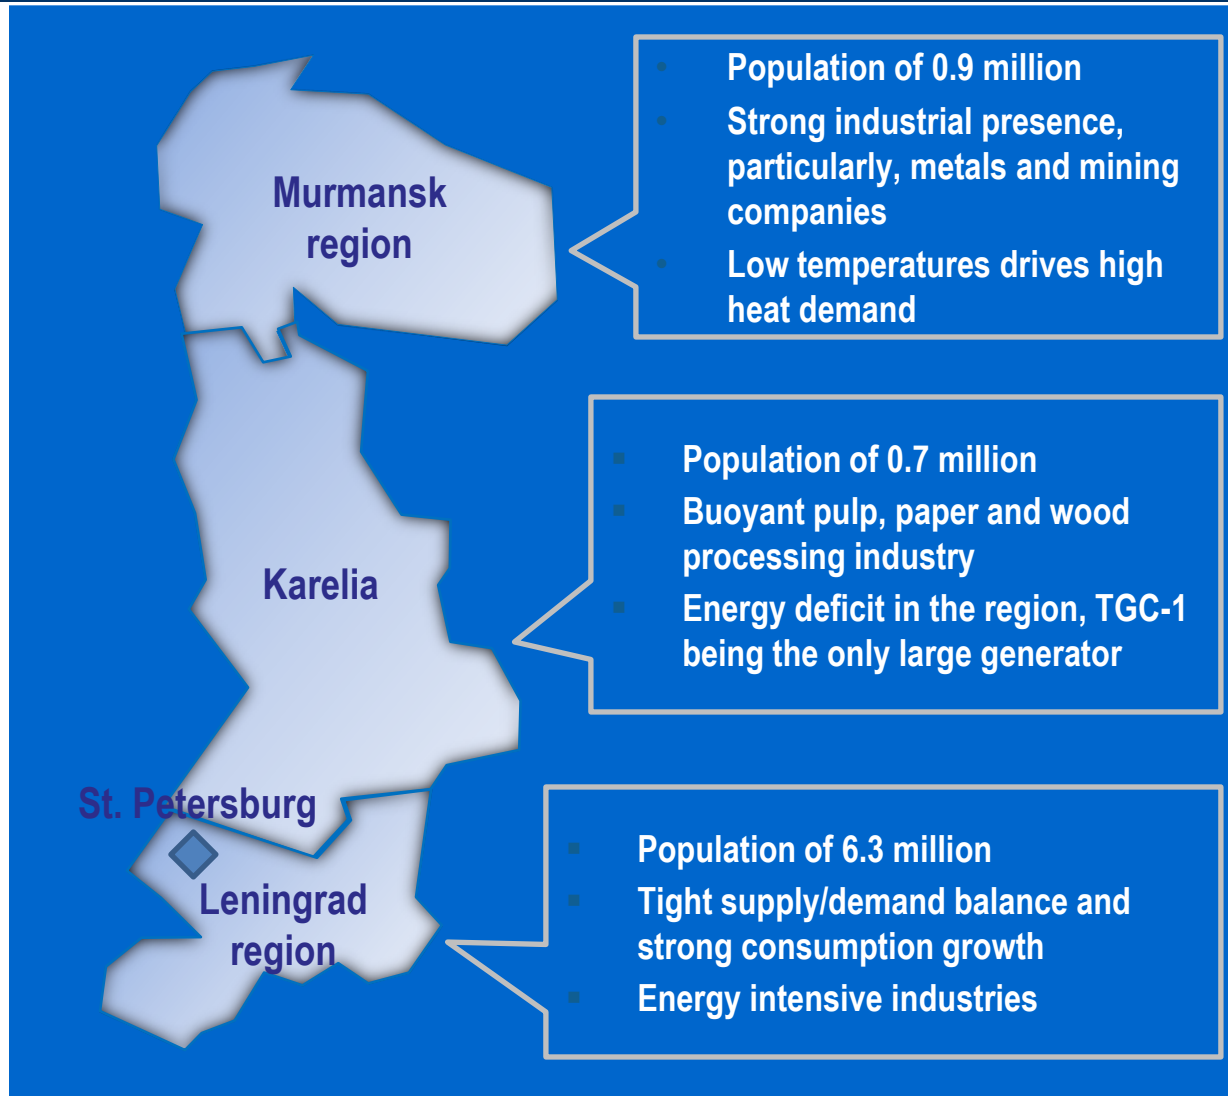 Murmansk
region
Population of 0.9 million
Strong industrial presence,
particularly, metals and mining
companies
Low temperatures drives high
heat demand
Karelia
Population of 0.7 million
Buoyant pulp, paper and wood
processing industry
Energy deficit in the region, TGC-1
being the only large generator
St. Petersburg
Leningrad
region
Population of 6.3 million
Tight supply/demand balance and
strong consumption growth
Energy intensive industries